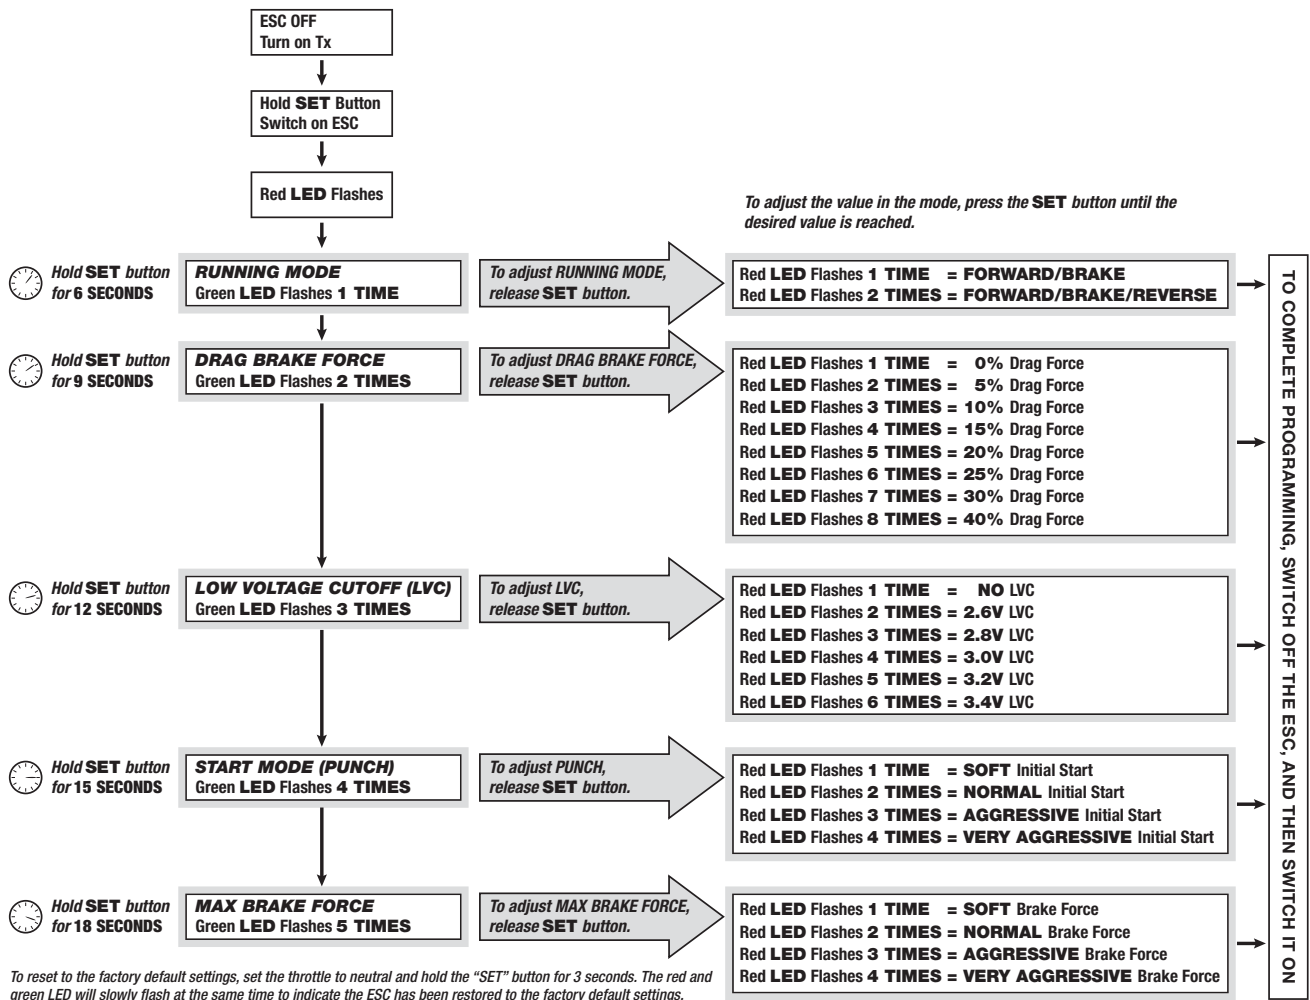 ESC OFF
Turn on Tx
Hold SET Button
Switch on ESC
Red LED Flashes
To adjust the value in the mode, press the SET button until the
desired value is reached.
Hold SET button
for 6 SECONDS
RUNNING MODE
Green LED Flashes 1 TIME
To adjust RUNNING MODE,
release SET button.
Red LED Flashes 1 TIME = FORWARD/BRAKE
Red LED Flashes 2 TIMES = FORWARD/BRAKE/REVERSE
Hold SET button
for 9 SECONDS
DRAG BRAKE FORCE
Green LED Flashes 2 TIMES
To adjust DRAG BRAKE FORCE,
release SET button.
Red LED Flashes 1 TIME = 0% Drag Force
Red LED Flashes 2 TIMES = 5% Drag Force
Red LED Flashes 3 TIMES = 10% Drag Force
Red LED Flashes 4 TIMES = 15% Drag Force
Red LED Flashes 5 TIMES = 20% Drag Force
Red LED Flashes 6 TIMES = 25% Drag Force
Red LED Flashes 7 TIMES = 30% Drag Force
Red LED Flashes 8 TIMES = 40% Drag Force
Hold SET button
for 12 SECONDS
LOW VOLTAGE CUTOFF (LVC)
Green LED Flashes 3 TIMES
To adjust LVC,
release SET button.
Red LED Flashes 1 TIME = NO LVC
Red LED Flashes 2 TIMES = 2.6V LVC
Red LED Flashes 3 TIMES = 2.8V LVC
Red LED Flashes 4 TIMES = 3.0V LVC
Red LED Flashes 5 TIMES = 3.2V LVC
Red LED Flashes 6 TIMES = 3.4V LVC
Hold SET button
for 15 SECONDS
START MODE (PUNCH)
Green LED Flashes 4 TIMES
To adjust PUNCH,
release SET button.
Red LED Flashes 1 TIME = SOFT Initial Start
Red LED Flashes 2 TIMES = NORMAL Initial Start
Red LED Flashes 3 TIMES = AGGRESSIVE Initial Start
Red LED Flashes 4 TIMES = VERY AGGRESSIVE Initial Start
Hold SET button
for 18 SECONDS
MAX BRAKE FORCE
Green LED Flashes 5 TIMES
To adjust MAX BRAKE FORCE,
release SET button.
Red LED Flashes 1 TIME = SOFT Brake Force
Red LED Flashes 2 TIMES = NORMAL Brake Force
Red LED Flashes 3 TIMES = AGGRESSIVE Brake Force
Red LED Flashes 4 TIMES = VERY AGGRESSIVE Brake Force
TO COMPLETE PROGRAMMING, SWITCH OFF THE ESC, AND THEN SWITCH IT ON
To reset to the factory default settings, set the throttle to neutral and hold the “SET” button for 3 seconds. The red and
green LED will slowly flash at the same time to indicate the ESC has been restored to the factory default settings.